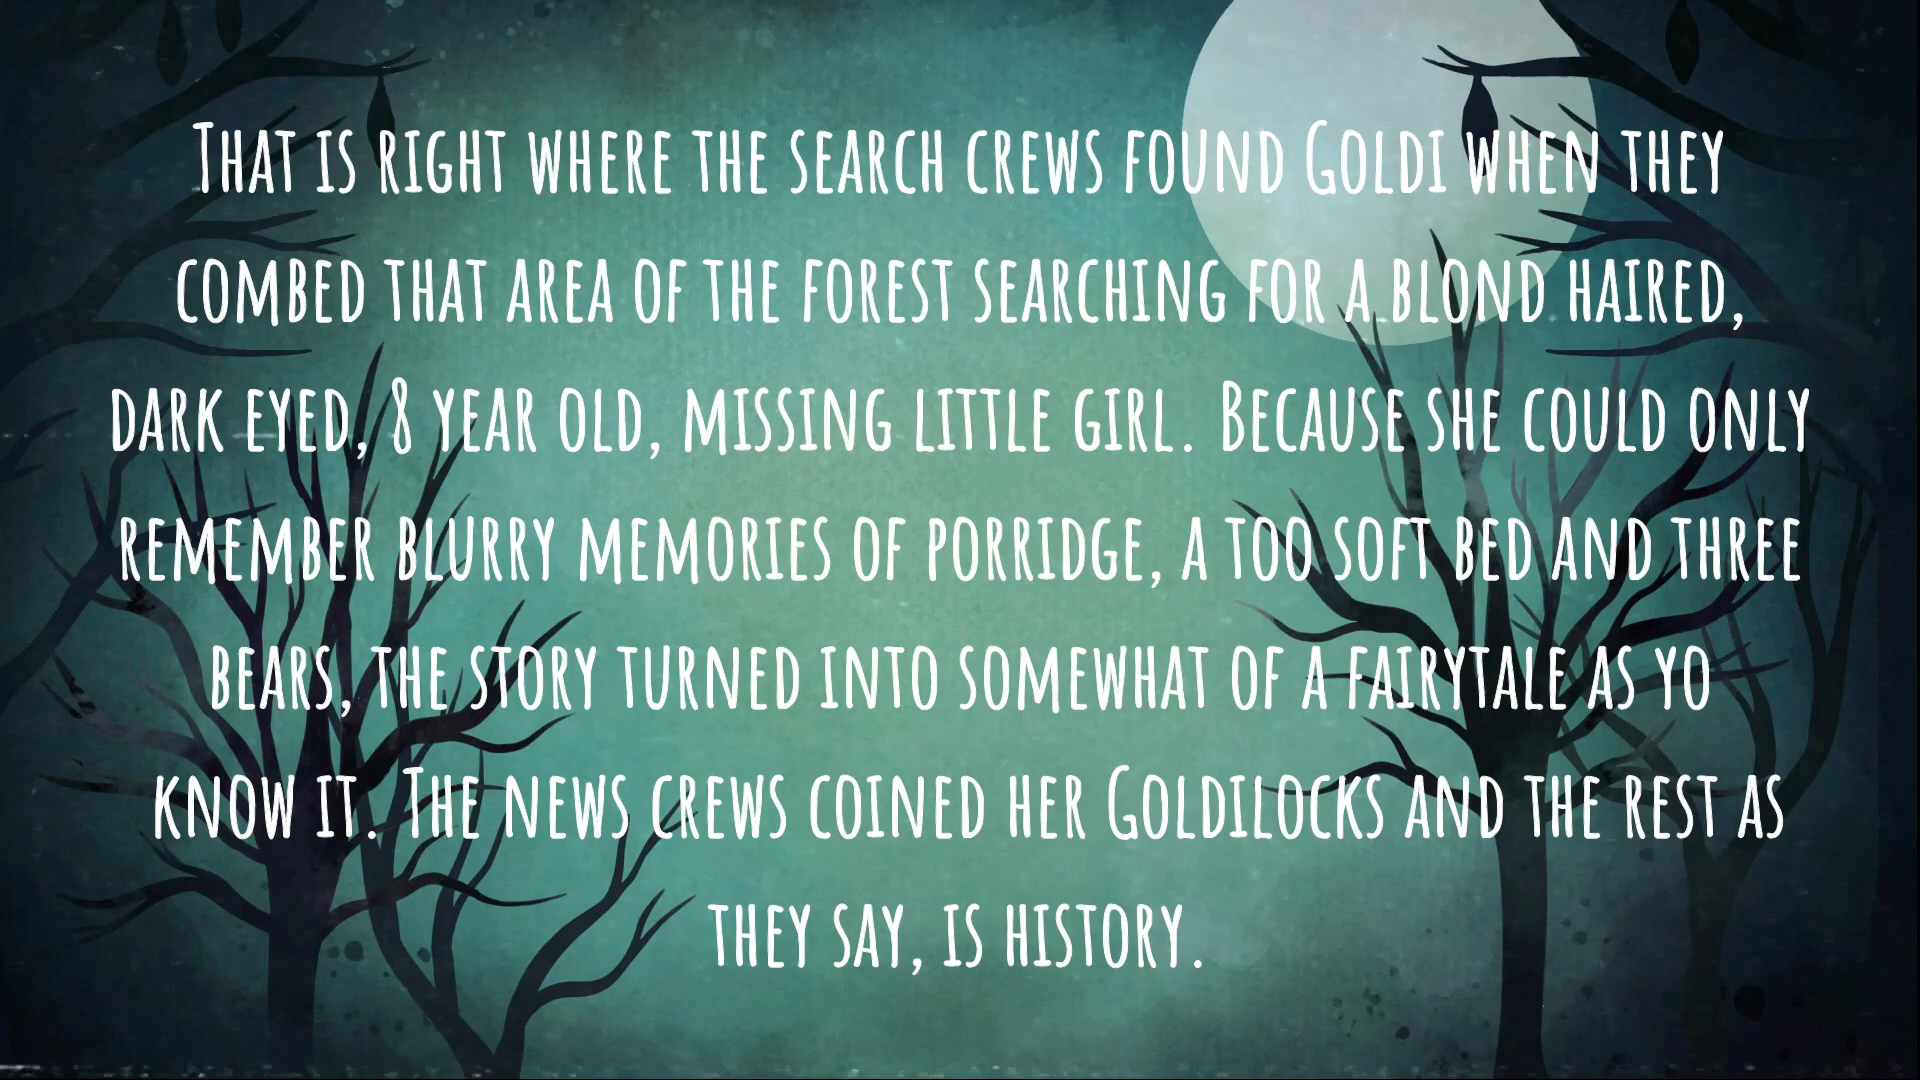 That is right where the search crews found Goldi when they
combed that area of the forest searching for a blond haired,
dark eyed, 8 year old, missing little girl. Because she could only
remember blurry memories of porridge, a too soft bed and three
bears, the story turned into somewhat of a fairytale as yo
know it. The news crews coined her Goldilocks and the rest as
they say, is history.